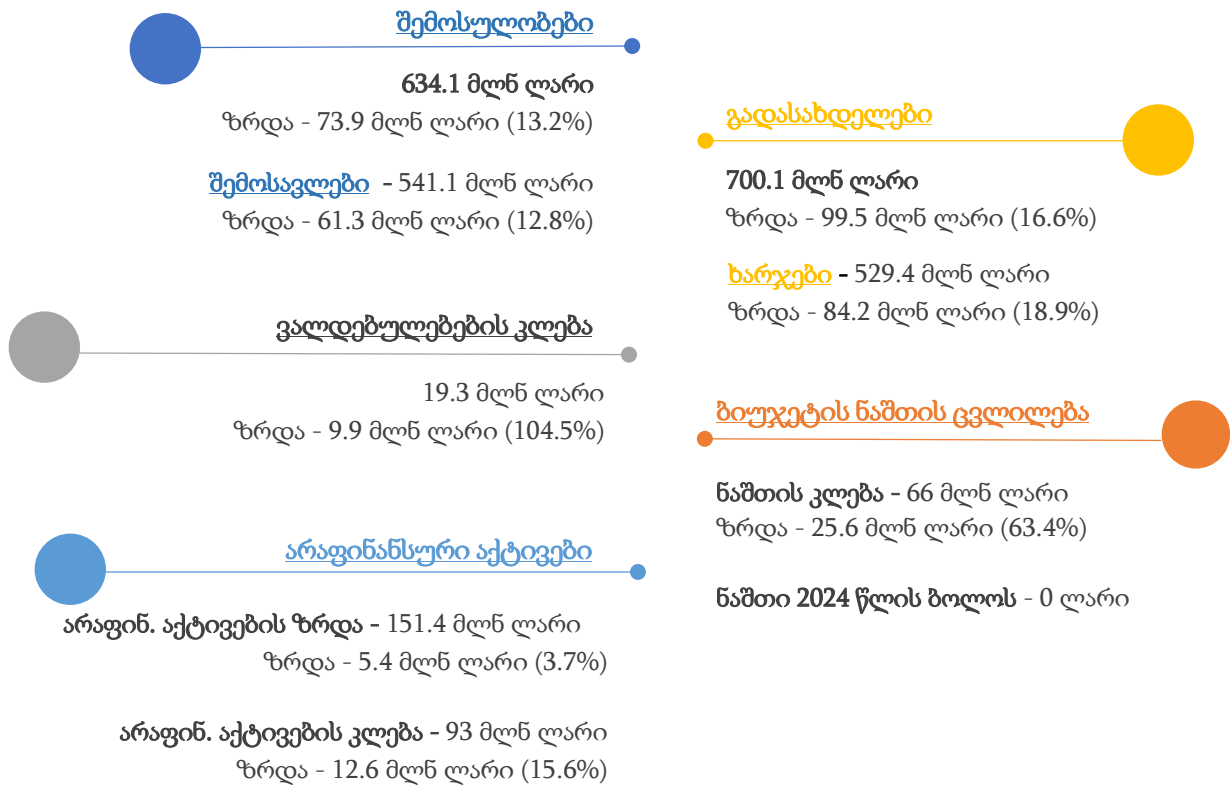 შემოსულობები
634.1 მლნ ლარი
ზრდა - 73.9 მლნ ლარი (13.2%)
შემოსავლები - 541.1 მლნ ლარი
ზრდა - 61.3 მლნ ლარი (12.8%)
ვალდებულებების კლება
19.3 მლნ ლარი
ზრდა - 9.9 მლნ ლარი (104.5%)
არაფინანსური აქტივები
არაფინ. აქტივების ზრდა - 151.4 მლნ ლარი
ზრდა - 5.4 მლნ ლარი (3.7%)
არაფინ. აქტივების კლება - 93 მლნ ლარი
ზრდა - 12.6 მლნ ლარი (15.6%)
გადასახდელები
700.1 მლნ ლარი
ზრდა - 99.5 მლნ ლარი (16.6%)
ხარჯები - 529.4 მლნ ლარი
ზრდა - 84.2 მლნ ლარი (18.9%)
ბიუჯეტის ნაშთის ცვლილება
ნაშთის კლება - 66 მლნ ლარი
ზრდა - 25.6 მლნ ლარი (63.4%)
ნაშთი 2024 წლის ბოლოს - 0 ლარი